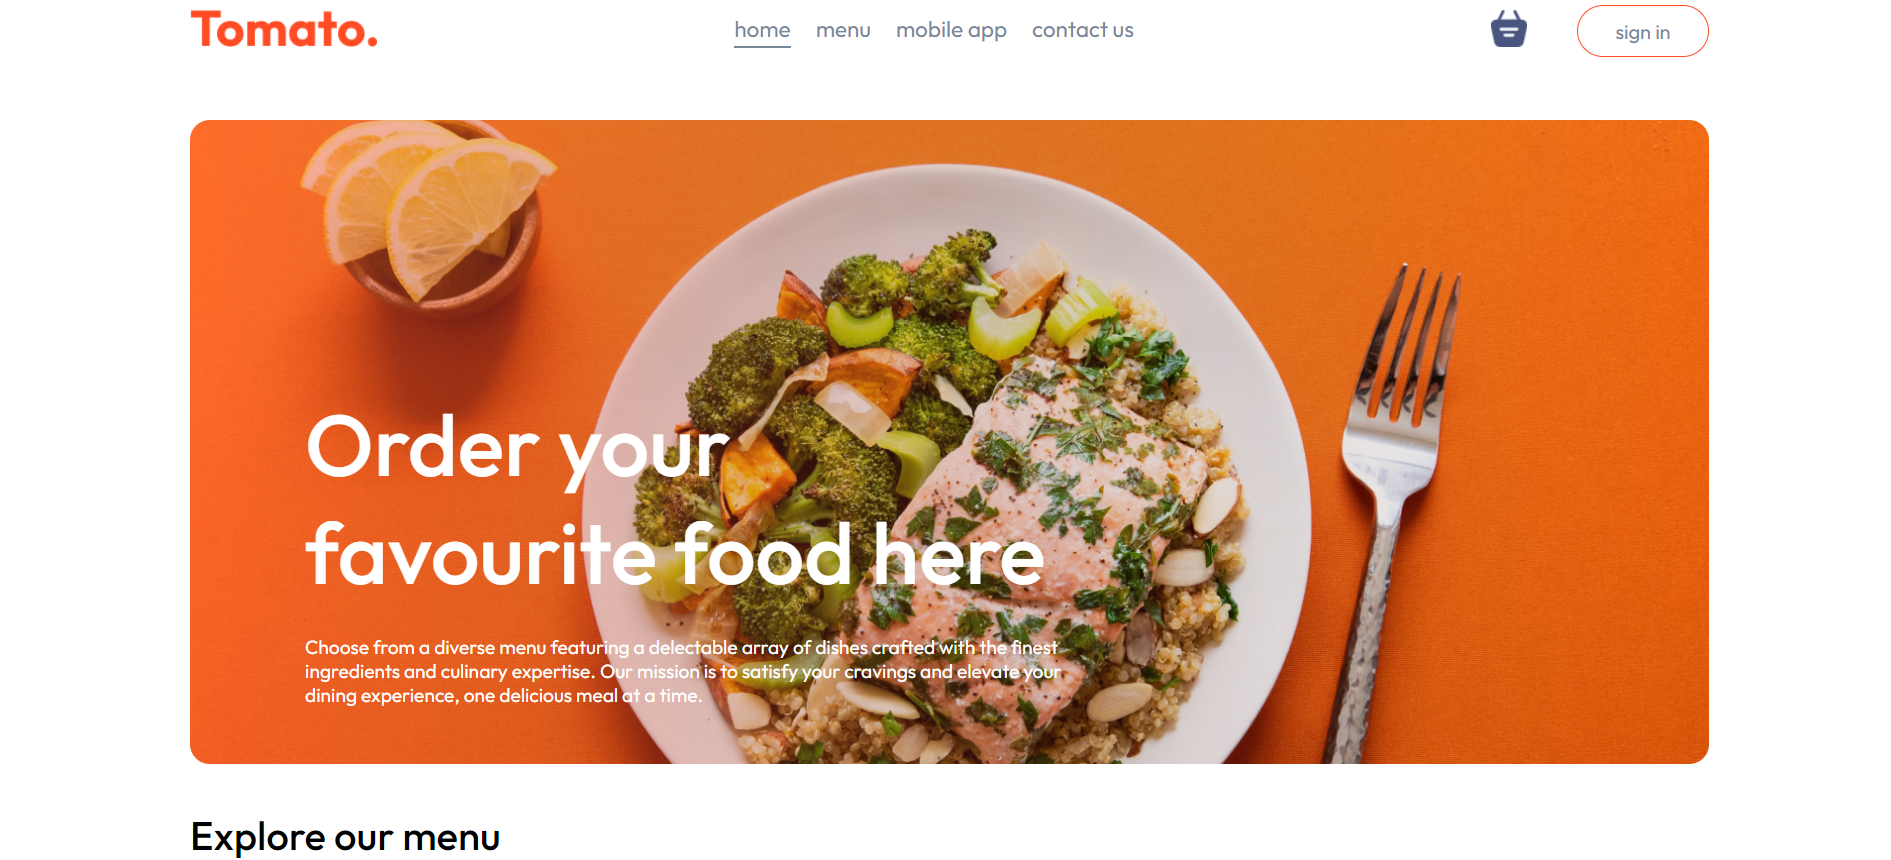 Tomato.
home menu mobile app contact us
sign in
Order your
favourite food here
Choose from a diverse menu featuring a delectable array of dishes crafted with the finest
ingredients and culinary expertise. Our mission is to satisfy your cravings and elevate your
dining experience, one delicious meal at a time.
Explore our menu